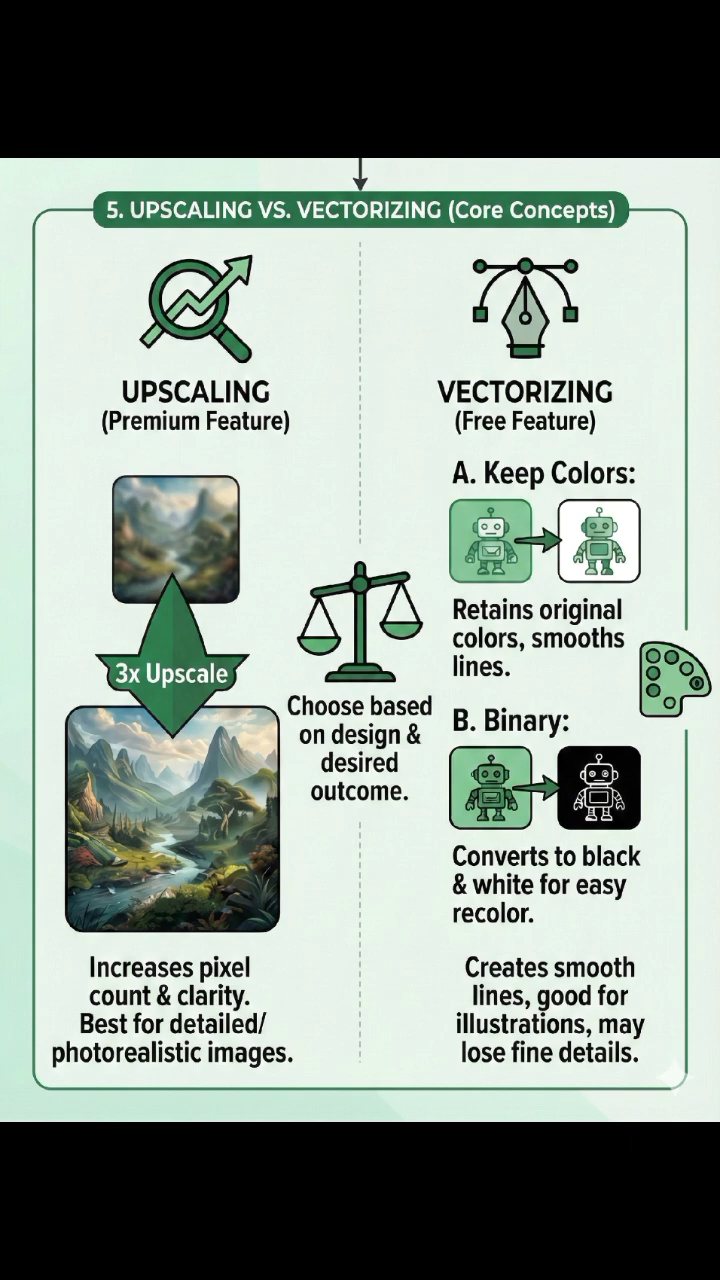 5. UPSCALING VS. VECTORIZING (Core Concepts)
UPSCALING
(Premium Feature)
3x Upscale
Increases pixel
count & clarity.
Best for detailed/
photorealistic images.
Choose based
on design &
desired
outcome.
VECTORIZING
(Free Feature)
A. Keep Colors:
Retains original
colors, smooths
lines.
B. Binary:
Converts to black
& white for easy
recolor.
Creates smooth
lines, good for
illustrations, may
lose fine details.